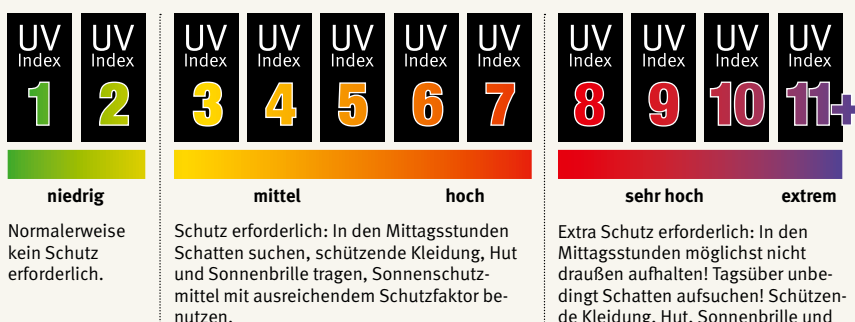 UV UV UV UV UV UV UV UV UV UV UV
Index Index Index Index Index Index Index Index Index Index Index
1 2 3 4 5 6 7 8 9 10 11+
niedrig mittel hoch sehr hoch extrem
Normalerweise
kein Schutz
erforderlich.
Schutz erforderlich: In den Mittagsstunden
Schatten suchen, schützende Kleidung, Hut
und Sonnenbrille tragen, Sonnenschutz-
mittel mit ausreichendem Schutzfaktor be-
nutzen.
Extra Schutz erforderlich: In den
Mittagsstunden möglichst nicht
draußen aufhalten! Tagsüber unbe-
dingt Schatten aufsuchen! Schützen-
de Kleidung, Hut, Sonnenbrille und